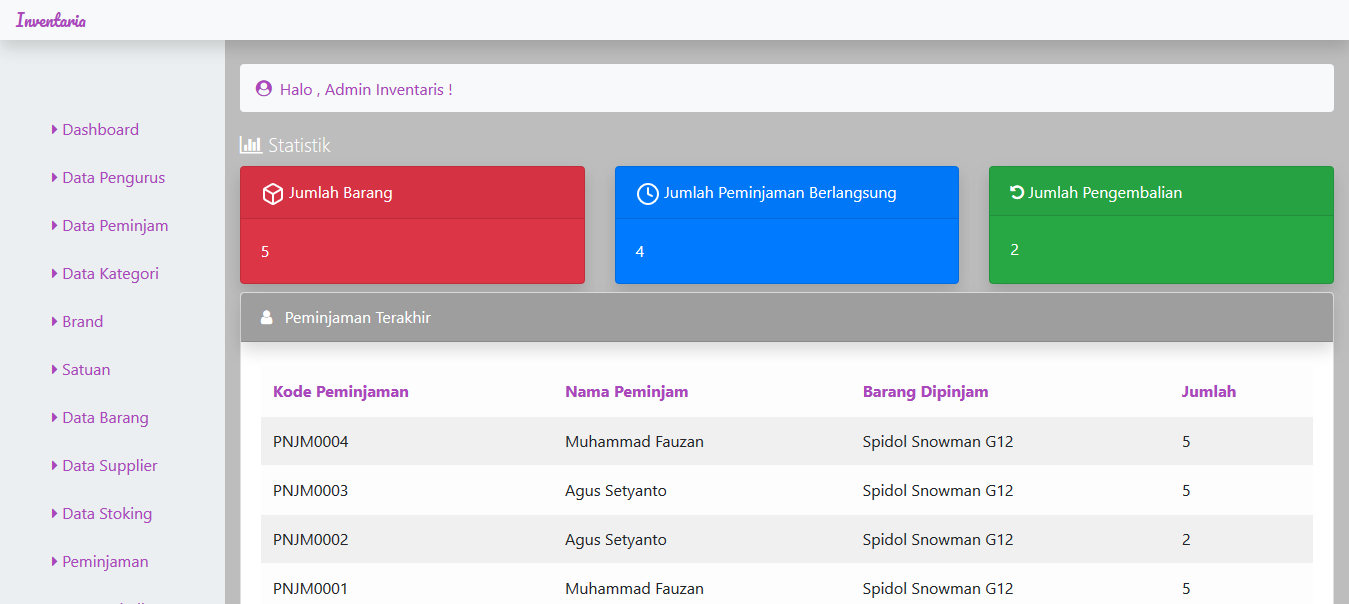 Inventaria
Dashboard
Data Pengurus
Data Peminjam
Data Kategori
Brand
Satuan
Data Barang
Data Supplier
Data Stoking
Peminjaman
Halo , Admin Inventaris !
Statistik
Jumlah Barang
5
Jumlah Peminjaman Berlangsung
4
Jumlah Pengembalian
2
Peminjaman Terakhir
Kode Peminjaman Nama Peminjam Barang Dipinjam Jumlah
PNJM0004 Muhammad Fauzan Spidol Snowman G12 5
PNJM0003 Agus Setyanto Spidol Snowman G12 5
PNJM0002 Agus Setyanto Spidol Snowman G12 2
PNJM0001 Muhammad Fauzan Spidol Snowman G12 5